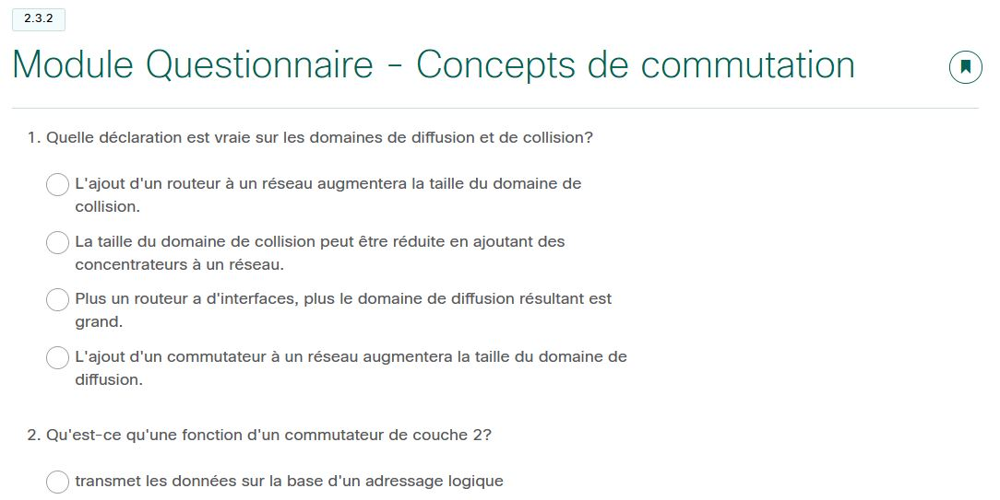 2.3.2
Module Questionnaire - Concepts de commutation
1. Quelle déclaration est vraie sur les domaines de diffusion et de collision?
L'ajout d'un routeur à un réseau augmentera la taille du domaine de
collision.
La taille du domaine de collision peut être réduite en ajoutant des
concentrateurs à un réseau.
Plus un routeur a d'interfaces, plus le domaine de diffusion résultant est
grand.
L'ajout d'un commutateur à un réseau augmentera la taille du domaine de
diffusion.
2. Qu'est-ce qu'une fonction d'un commutateur de couche 2?
transmet les données sur la base d'un adressage logique